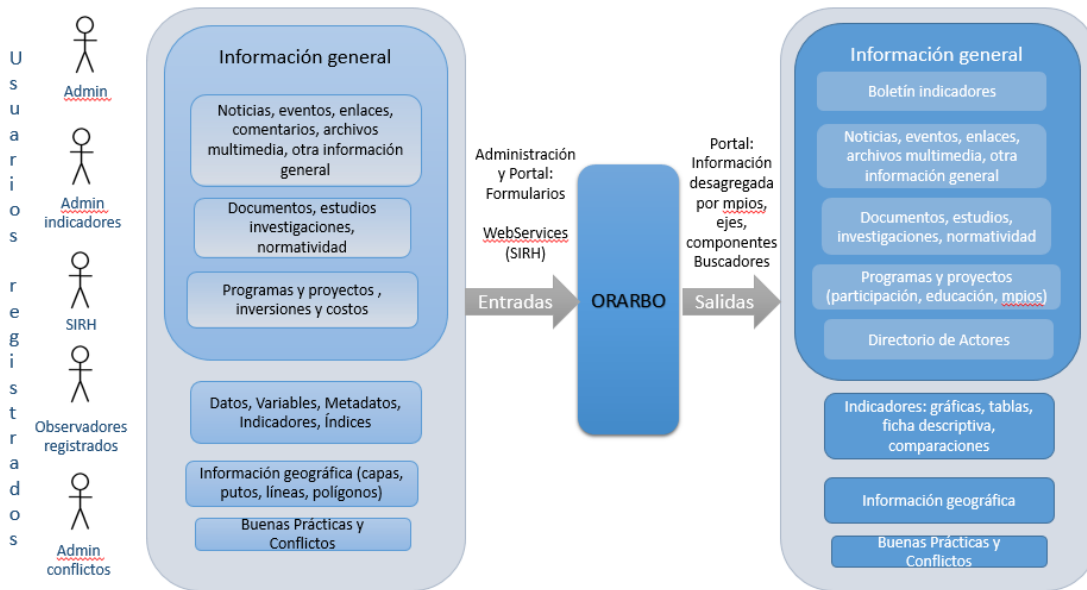 Usuarios registrados
Admin
Admin
indicadores
SIRH
Observadores
registrados
Admin
conflictos
Información general
Noticias, eventos, enlaces,
comentarios, archivos
multimedia, otra información
general
Documentos, estudios
investigaciones,
normatividad
Programas y proyectos ,
inversiones y costos
Datos, Variables, Metadatos,
Indicadores, Índices
Información geográfica (capas,
putos, líneas, polígonos)
Buenas Prácticas y
Conflictos
Administración
y Portal:
Formularios
WebServices
(SIRH)
Entradas
ORARBO
Portal:
Información
desagregada
por mpios,
ejes,
componentes
Buscadores
Salidas
Información general
Boletín indicadores
Noticias, eventos, enlaces,
archivos multimedia, otra
información general
Documentos, estudios,
investigaciones, normatividad
Programas y proyectos
(participación, educación, mpios)
Directorio de Actores
Indicadores: gráficas, tablas,
ficha descriptiva,
comparaciones
Información geográfica
Buenas Prácticas y
Conflictos